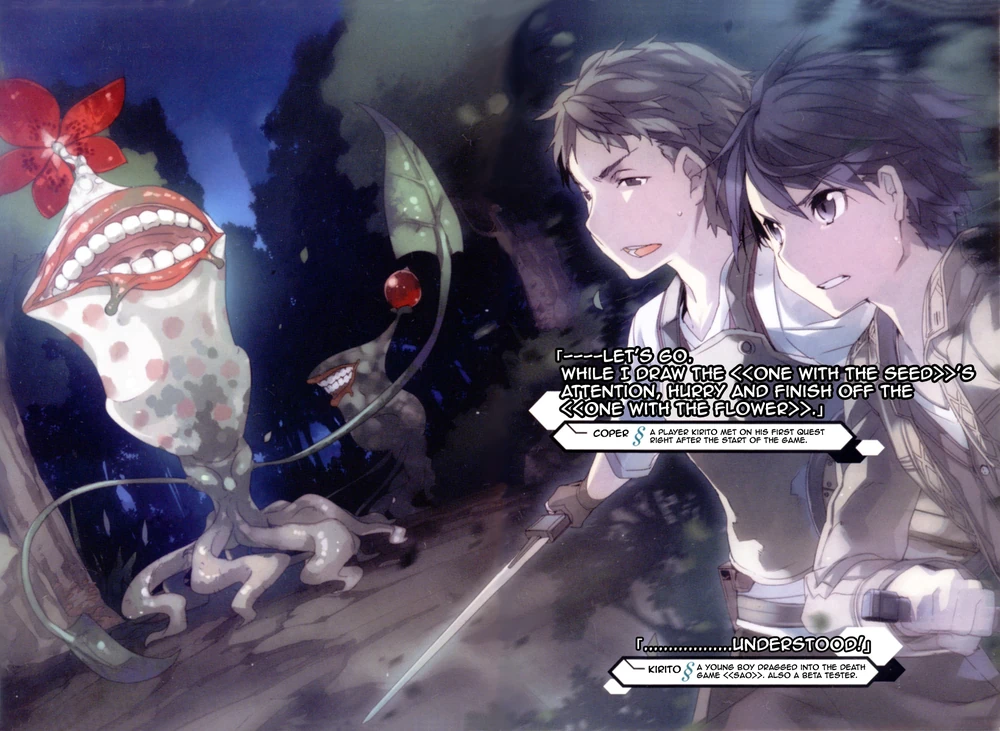 「----LET'S GO.
WHILE I DRAW THE <<ONE WITH THE SEED>>'S
ATTENTION, HURRY AND FINISH OFF THE
<<ONE WITH THE FLOWER>>.」
COPER § A PLAYER KIRITO MET ON HIS FIRST QUEST
RIGHT AFTER THE START OF THE GAME.
「..................UNDERSTOOD!」
KIRITO § A YOUNG BOY DRAGGED INTO THE DEATH
GAME <<SAO>>. ALSO A BETA TESTER.